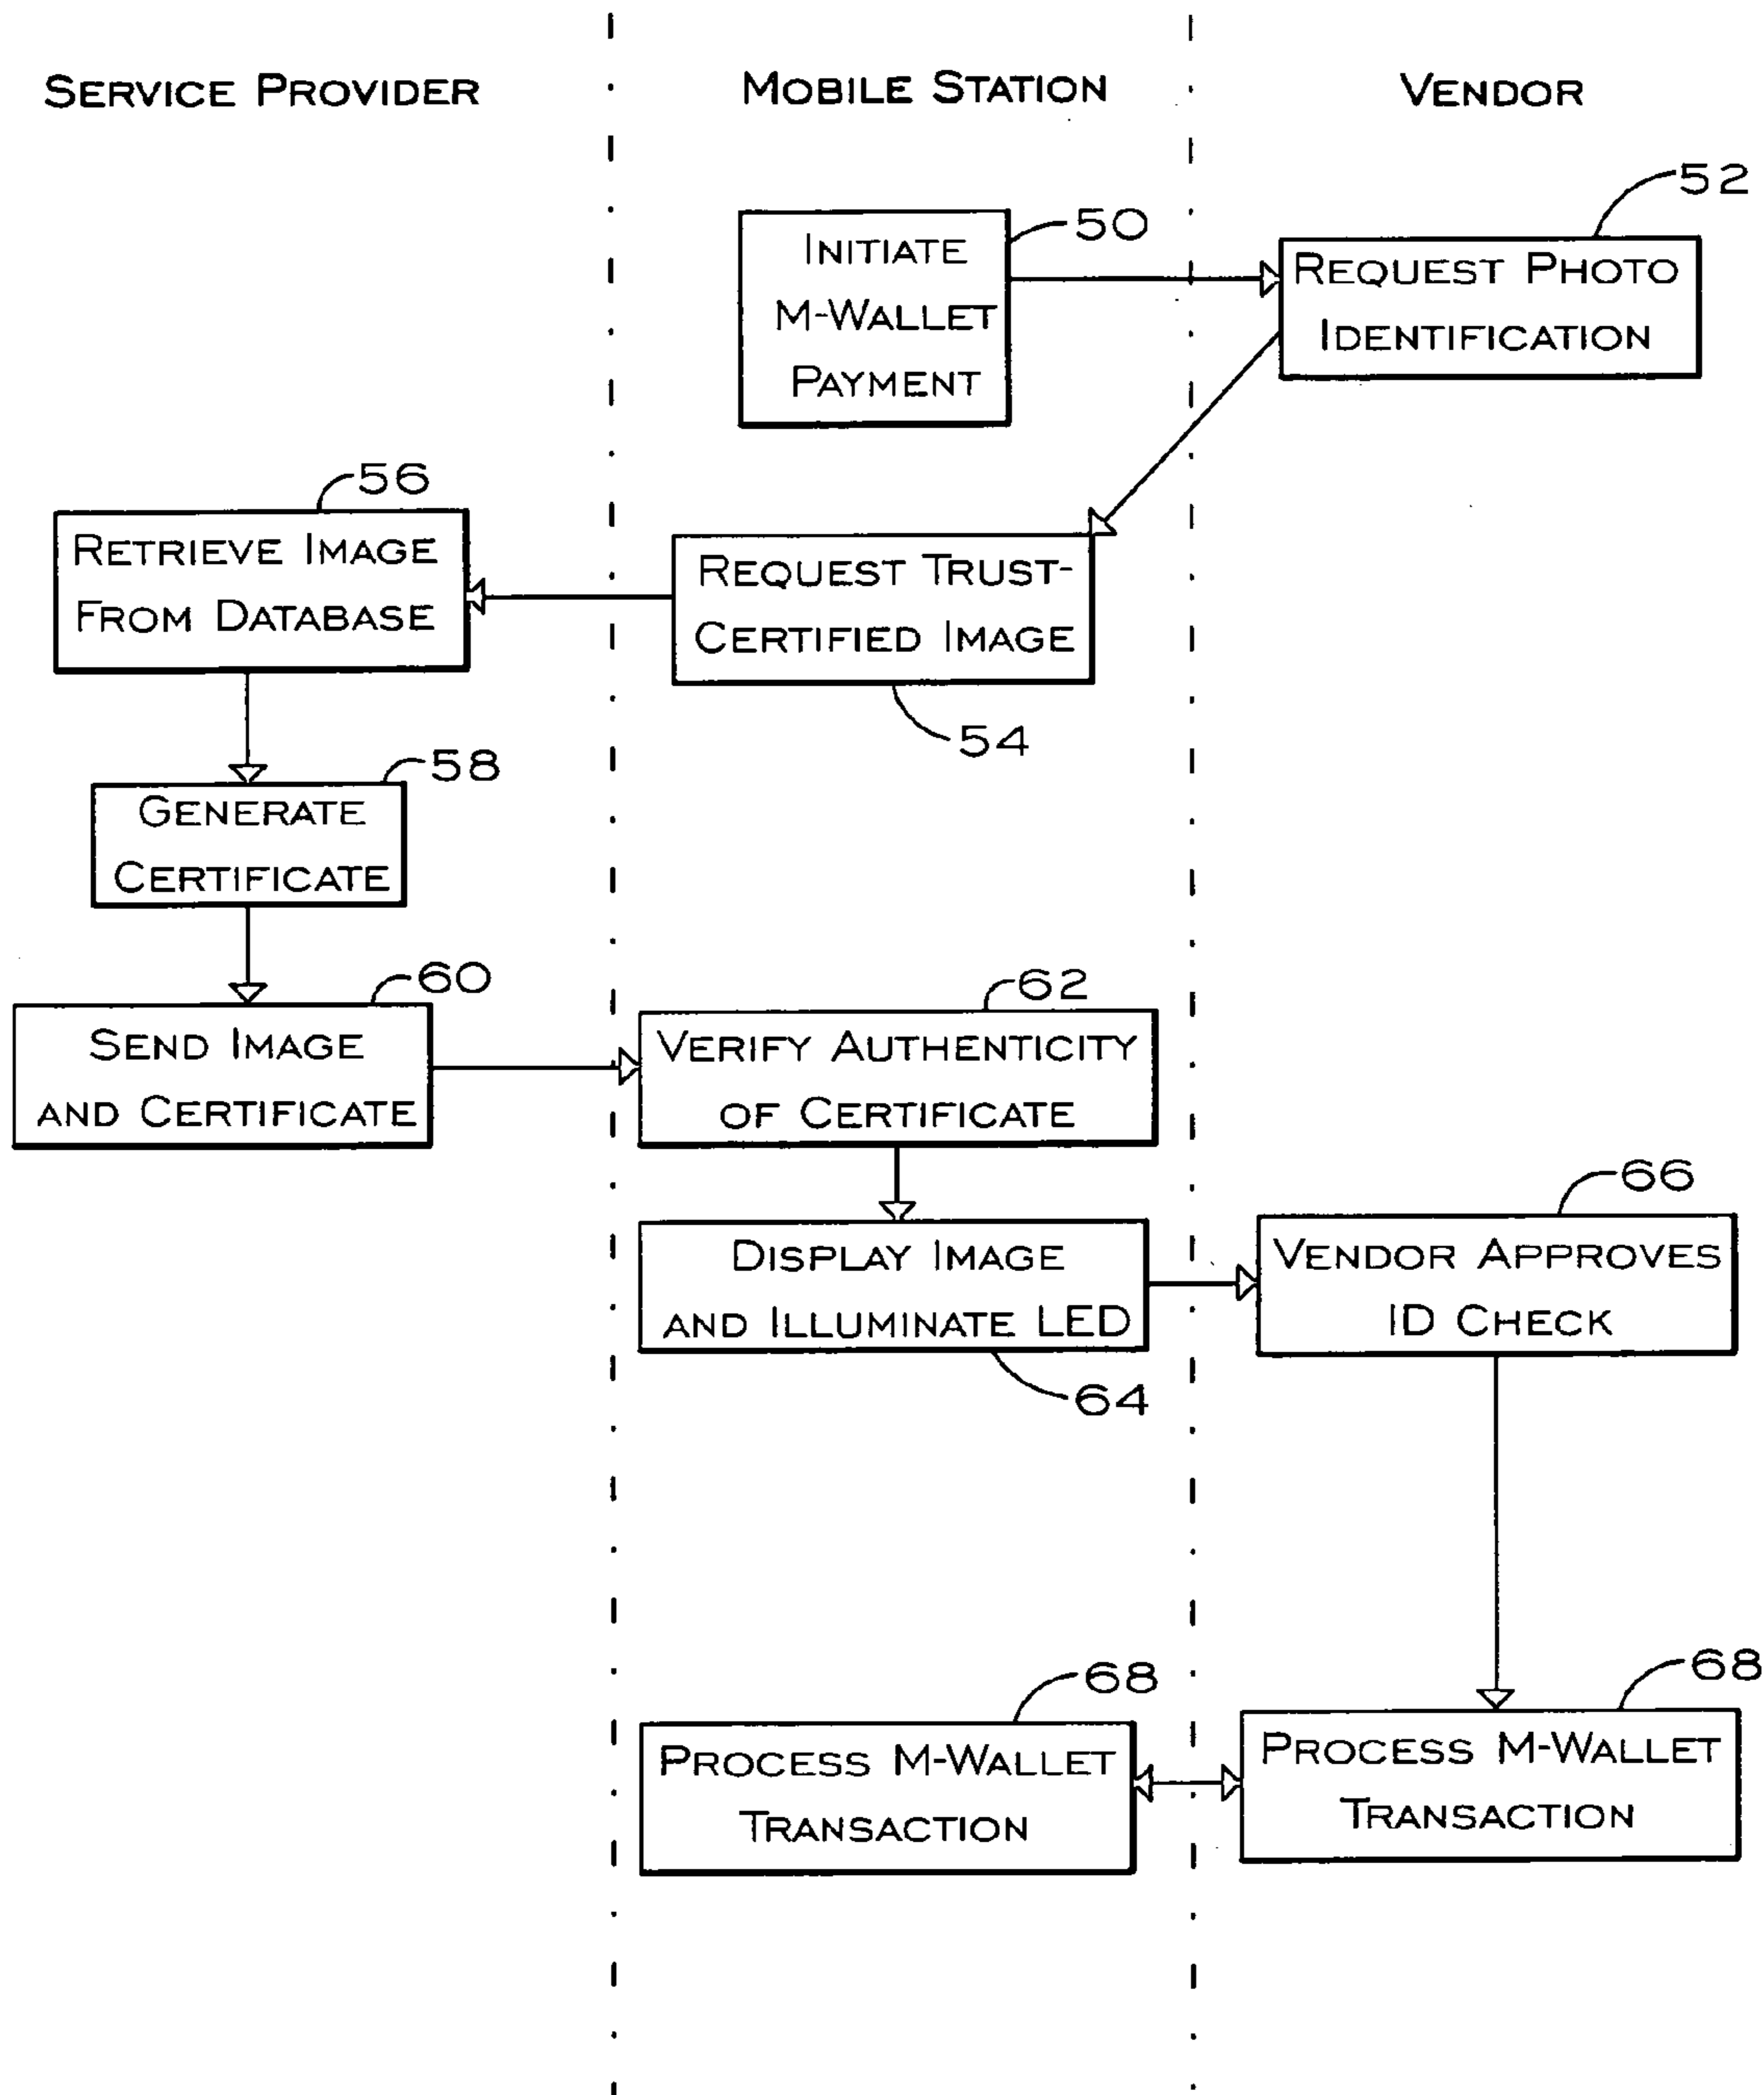 SERVICE PROVIDER
MOBILE STATION
VENDOR
52
50
INITIATE
M-WALLET
PAYMENT
REQUEST PHOTO
IDENTIFICATION
56
RETRIEVE IMAGE
FROM DATABASE
REQUEST TRUST-
CERTIFIED IMAGE
54
58
GENERATE
CERTIFICATE
60
SEND IMAGE
AND CERTIFICATE
62
VERIFY AUTHENTICITY
OF CERTIFICATE
DISPLAY IMAGE
AND ILLUMINATE LED
64
66
VENDOR APPROVES
ID CHECK
68
PROCESS M-WALLET
TRANSACTION
68
PROCESS M-WALLET
TRANSACTION